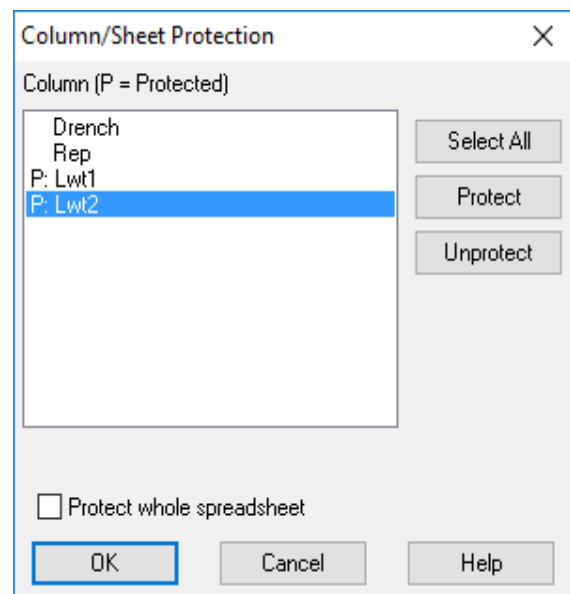 Column/Sheet Protection
Column (P = Protected)
Drench
Rep
P: Lwt1
P: Lwt2
Select All
Protect
Unprotect
Protect whole spreadsheet
OK
Cancel
Help